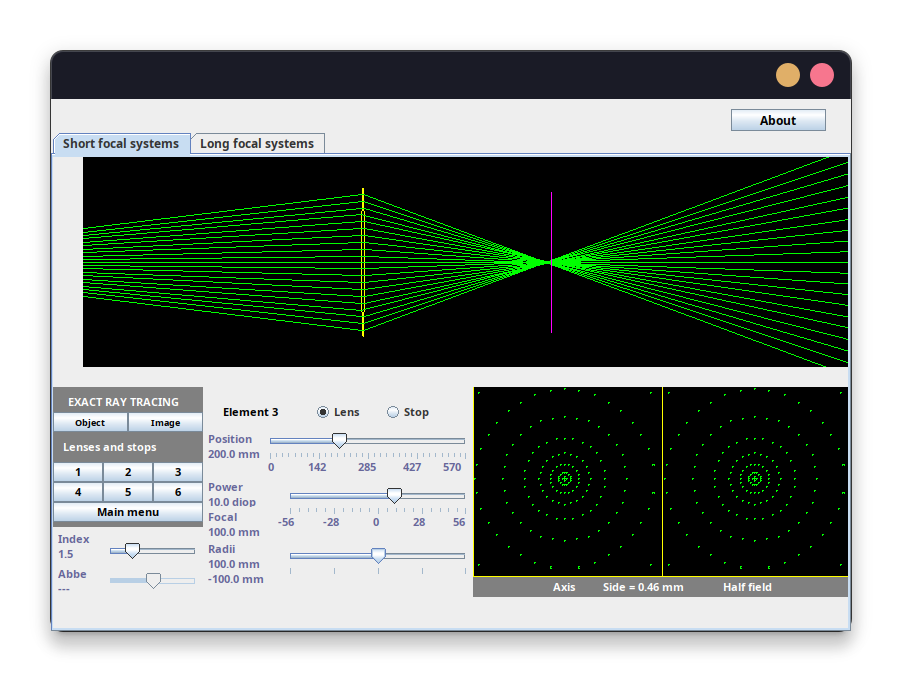 About
Short focal systems
Long focal systems
EXACT RAY TRACING
Object
Image
Lenses and stops
1
2
3
4
5
6
Main menu
Index
1.5
Abbe
---
Element 3
Lens
Stop
Position
200.0 mm
0
142
285
427
570
Power
10.0 diop
-56
-28
0
28
56
Focal
100.0 mm
Radii
100.0 mm
-100.0 mm
Axis
Side = 0.46 mm
Half field